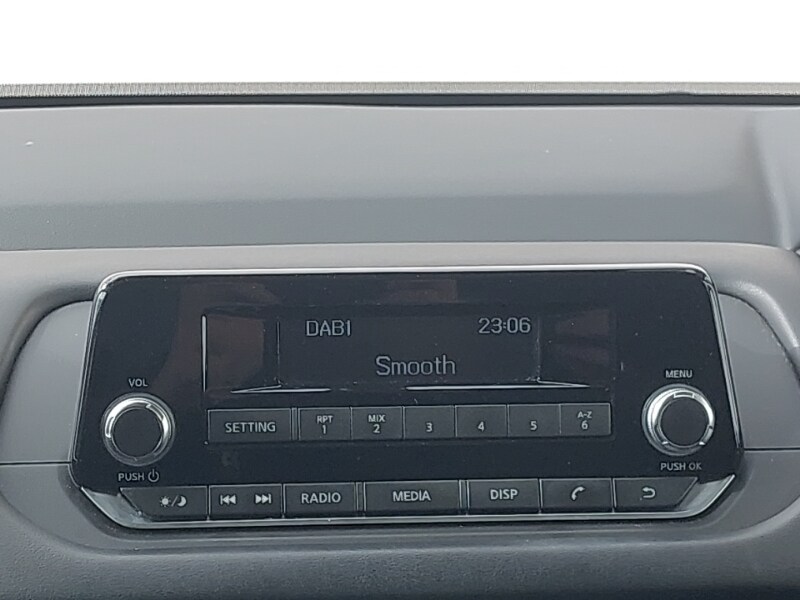 DAB1 23:06
Smooth
VOL
MENU
SETTING RPT 1 MIX 2 3 4 5 A-Z 6
PUSH
PUSH OK
RADIO MEDIA DISP